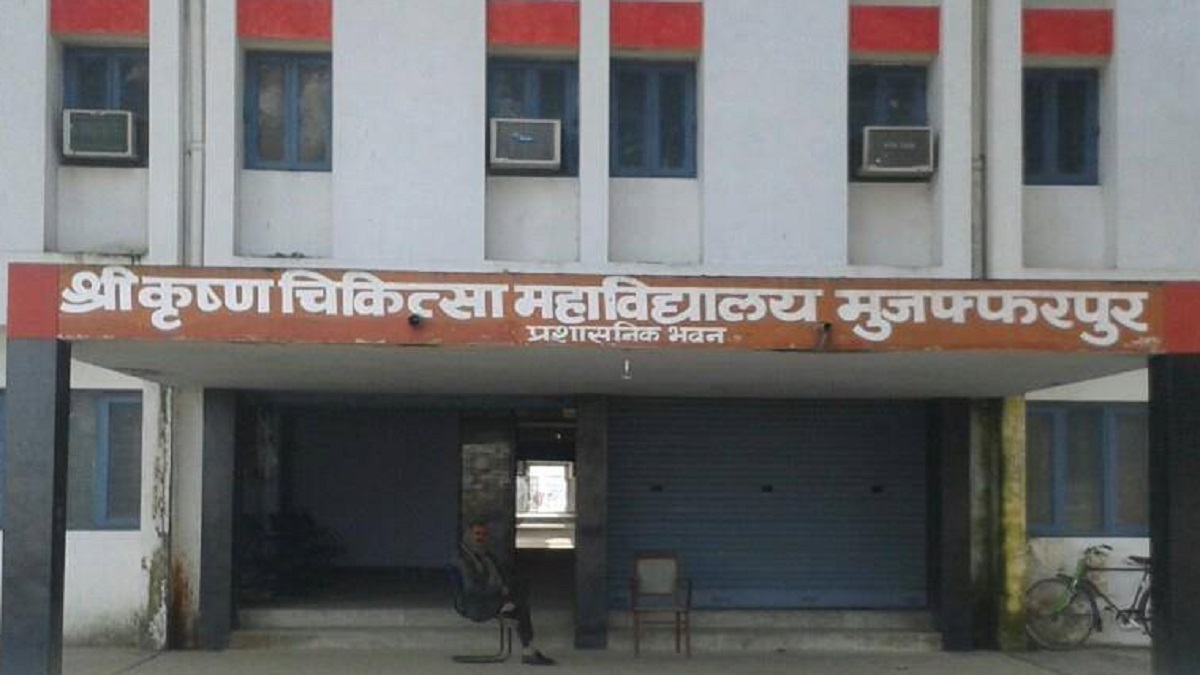 श्री कृष्ण चिकित्सा महाविद्यालय मुजफ्फरपुर
प्रशासनिक भवन